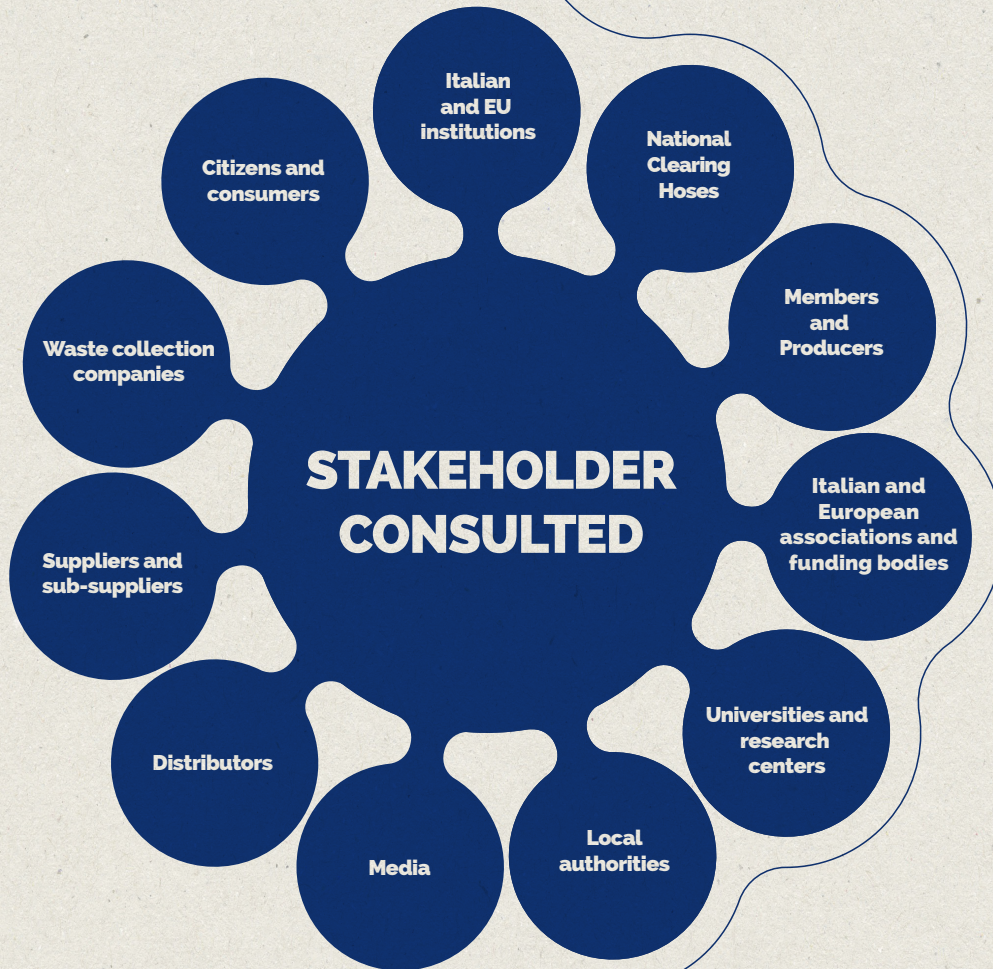 Italian
and EU
institutions
National
Clearing
Hoses
Members
and
Producers
Italian and
European
associations and
funding bodies
Universities and
research
centers
Local
authorities
Media
Distributors
Suppliers and
sub-suppliers
Waste collection
companies
Citizens and
consumers
STAKEHOLDER
CONSULTED